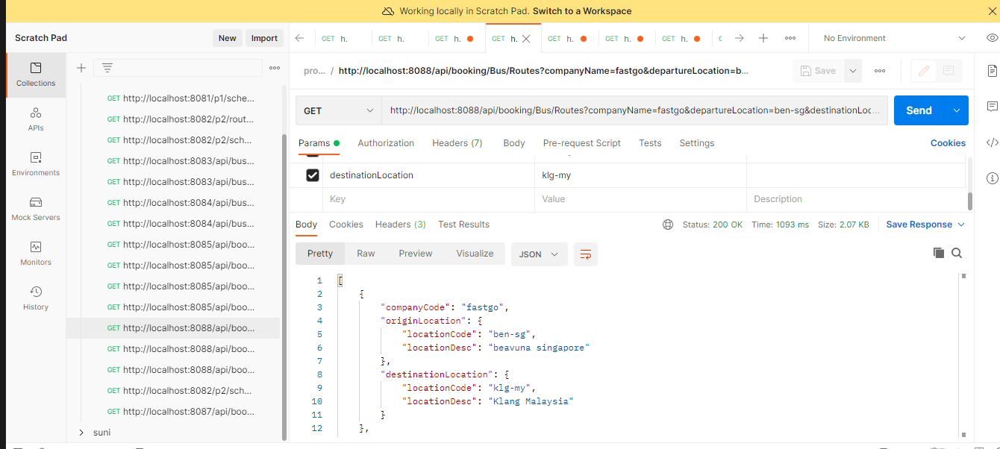 Working locally in Scratch Pad. Switch to a Workspace
Scratch Pad
New
Import
GET h.
GET h.
GET h.
GET h.
GET h.
GET h.
GET h.
No Environment
Collections
APIs
Environments
Mock Servers
Monitors
History
GET http://localhost:8081/p1/sche...
GET http://localhost:8082/p2/rout...
GET http://localhost:8082/p2/sch...
GET http://localhost:8083/api/bus...
GET http://localhost:8083/api/bus...
GET http://localhost:8084/api/bus...
GET http://localhost:8084/api/bus...
GET http://localhost:8085/api/boo...
GET http://localhost:8085/api/boo...
GET http://localhost:8085/api/boo...
GET http://localhost:8085/api/boo...
GET http://localhost:8088/api/boo...
GET http://localhost:8088/api/boo...
GET http://localhost:8088/api/boo...
GET http://localhost:8082/p2/sch...
GET http://localhost:8087/api/boo...
suni
pro... / http://localhost:8088/api/booking/Bus/Routes?companyName=fastgo&departureLocation=b...
Save
GET http://localhost:8088/api/booking/Bus/Routes?companyName=fastgo&departureLocation=ben-sg&destinationLoc...
Send
Params Authorization Headers (7) Body Pre-request Script Tests Settings Cookies
destinationLocation klg-my
Key Value Description
Body Cookies Headers (3) Test Results Status: 200 OK Time: 1093 ms Size: 2.07 KB Save Response
Pretty Raw Preview Visualize JSON
1 [
2 {
3 "companyCode": "fastgo",
4 "originLocation": {
5 "locationCode": "ben-sg",
6 "locationDesc": "beavuna singapore"
7 },
8 "destinationLocation": {
9 "locationCode": "klg-my",
10 "locationDesc": "Klang Malaysia"
11 }
12 },